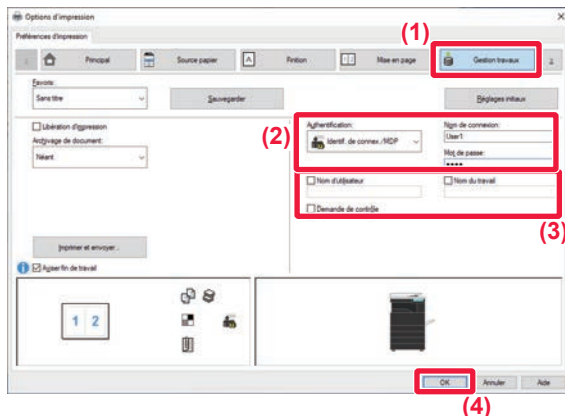 Options d'impression
Préférences d'impression
(1)
Principal
Source papier
Finition
Mise en page
Gestion travaux
Favoris:
Sans titre
Sauvegarder
Réglages initiaux
Libération d'impression
Archivage de document:
Néant
(2)
Authentification:
Identif. de connex./MDP
Nom de connexion:
User1
Mot de passe:
••••
Nom d'utilisateur
Nom du travail
Demande de contrôle
(3)
Imprimer et envoyer...
Aviser fin de travail
1 2
OK
Annuler
Aide
(4)